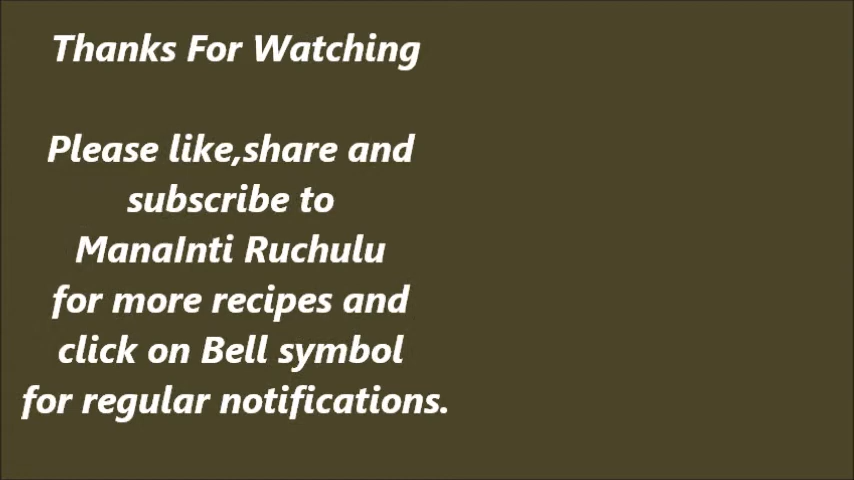 Thanks For Watching
Please like,share and
subscribe to
ManaInti Ruchulu
for more recipes and
click on Bell symbol
for regular notifications.